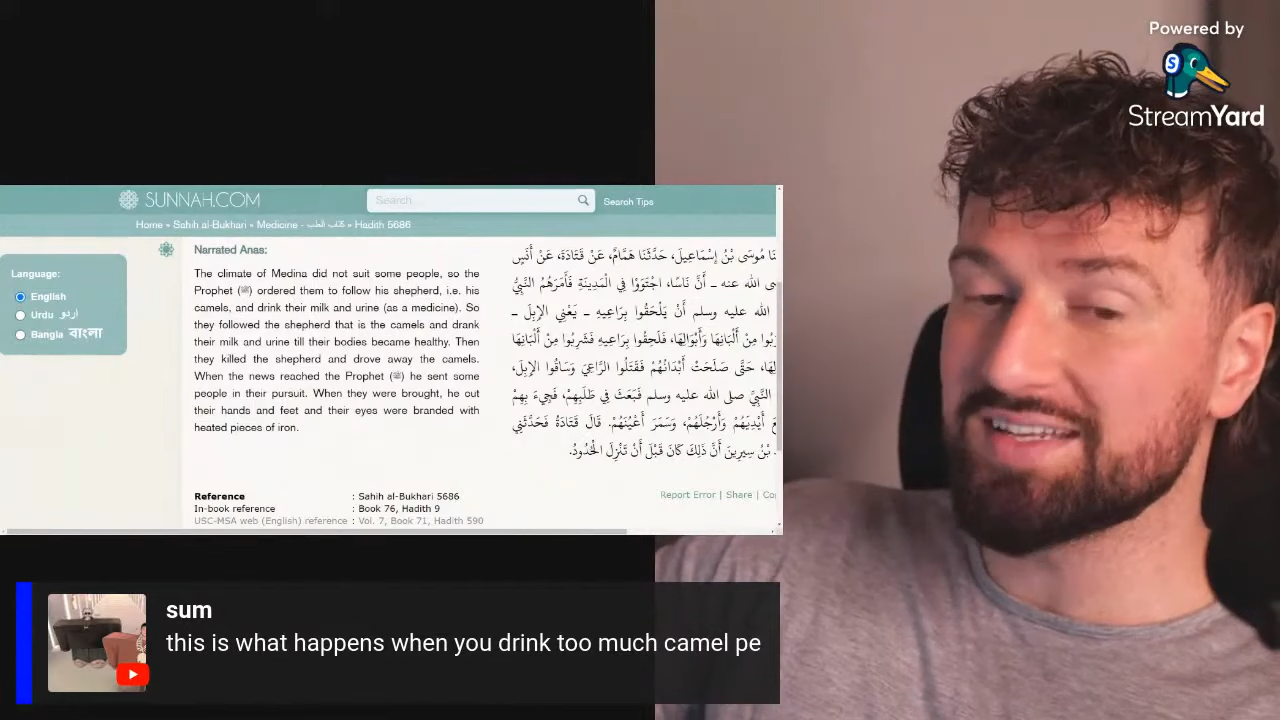 Powered by
StreamYard
SUNNAH.COM
Search...
Search Tips
Home » Sahih al-Bukhari » Medicine - كتاب الطب » Hadith 5686
Language:
English
Urdu اردو
Bangla বাংলা
Narrated Anas:
The climate of Medina did not suit some people, so the
Prophet (ﷺ) ordered them to follow his shepherd, i.e. his
camels, and drink their milk and urine (as a medicine). So
they followed the shepherd that is the camels and drank
their milk and urine till their bodies became healthy. Then
they killed the shepherd and drove away the camels.
When the news reached the Prophet (ﷺ) he sent some
people in their pursuit. When they were brought, he cut
their hands and feet and their eyes were branded with
heated pieces of iron.
نَا مُوسَى بْنُ إِسْمَاعِيلَ، حَدَّثَنَا هَمَّامٌ، عَنْ قَتَادَةَ، عَنْ أَنَسٍ
ى الله عنه ـ أَنَّ نَاسًا، اجْتَوَوْا فِي الْمَدِينَةِ فَأَمَرَهُمُ النَّبِيُّ
الله عليه وسلم أَنْ يَلْحَقُوا بِرَاعِيهِ ـ يَعْنِي الإِبِلَ ـ
رَبُوا مِنْ أَلْبَانِهَا وَأَبْوَالِهَا، فَلَحِقُوا بِرَاعِيهِ فَشَرِبُوا مِنْ أَلْبَانِهَا
لِهَا، حَتَّى صَلَحَتْ أَبْدَانُهُمْ فَقَتَلُوا الرَّاعِيَ وَسَاقُوا الإِبِلَ،
النَّبِيَّ صلى الله عليه وسلم فَبَعَثَ فِي طَلَبِهِمْ، فَجِيءَ بِهِمْ
عَ أَيْدِيَهُمْ وَأَرْجُلَهُمْ، وَسَمَرَ أَعْيُنَهُمْ. قَالَ قَتَادَةُ فَحَدَّثَنِي
بْنُ سِيرِينَ أَنَّ ذَلِكَ كَانَ قَبْلَ أَنْ تَنْزِلَ الْحُدُودُ.
Reference : Sahih al-Bukhari 5686
In-book reference : Book 76, Hadith 9
USC-MSA web (English) reference : Vol. 7, Book 71, Hadith 590
Report Error | Share | Co
sum
this is what happens when you drink too much camel pe